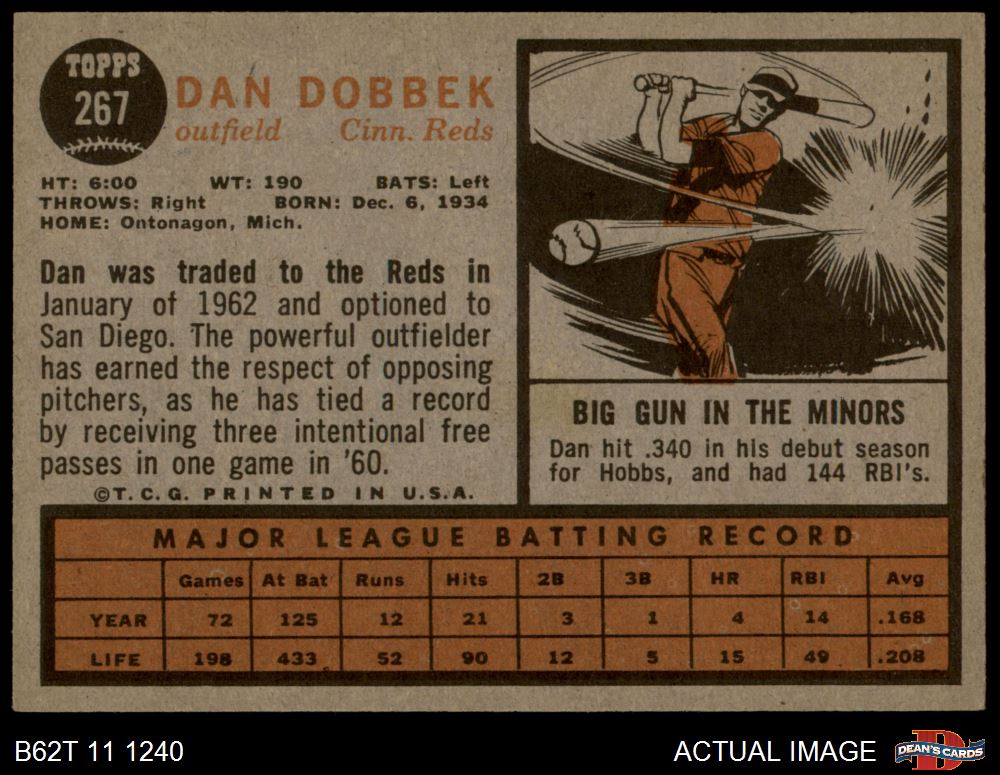 TOPPS
267
DAN DOBBEK
outfield Cinn. Reds
HT: 6:00 WT: 190 BATS: Left
THROWS: Right BORN: Dec. 6, 1934
HOME: Ontonagon, Mich.
Dan was traded to the Reds in
January of 1962 and optioned to
San Diego. The powerful outfielder
has earned the respect of opposing
pitchers, as he has tied a record
by receiving three intentional free
passes in one game in '60.
©T.C.G. PRINTED IN U.S.A.
BIG GUN IN THE MINORS
Dan hit .340 in his debut season
for Hobbs, and had 144 RBI's.
MAJOR LEAGUE BATTING RECORD
Games At Bat Runs Hits 2B 3B HR RBI Avg
YEAR 72 125 12 21 3 1 4 14 .168
LIFE 198 433 52 90 12 5 15 49 .208
B62T 11 1240
ACTUAL IMAGE
DEAN'S CARDS